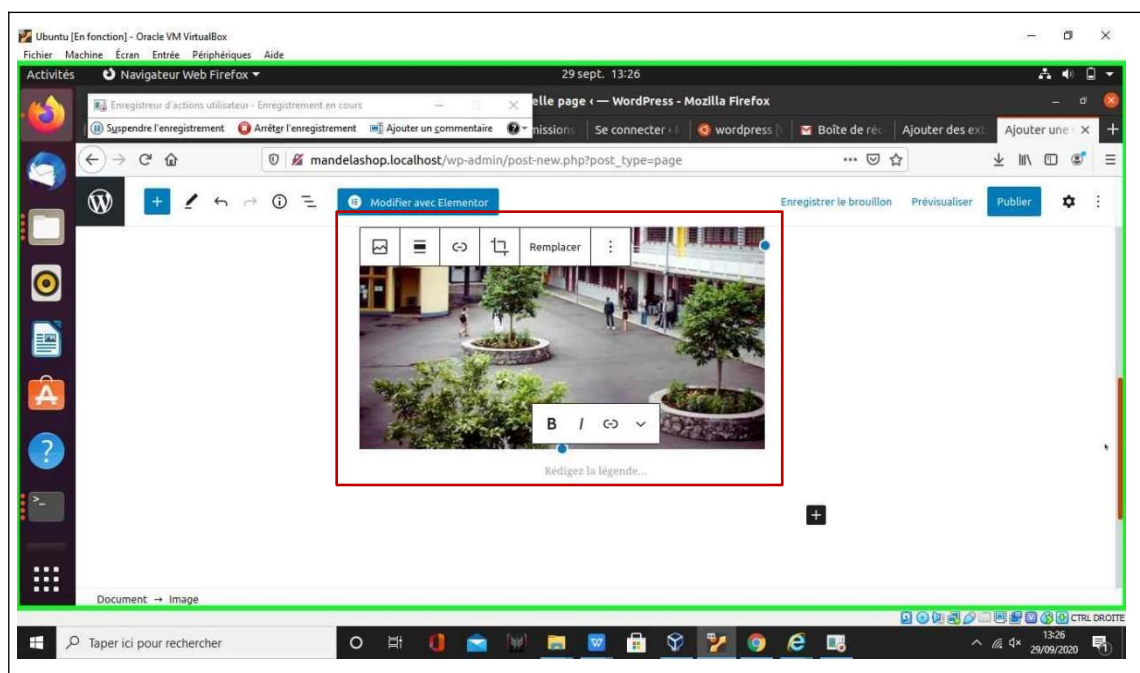 Ubuntu [En fonction] - Oracle VM VirtualBox
Fichier Machine Écran Entrée Périphériques Aide
Activités Navigateur Web Firefox 29 sept. 13:26
Enregistreur d'actions utilisateur - Enregistrement en cours elle page ‹ — WordPress - Mozilla Firefox
Suspendre l'enregistrement Arrêter l'enregistrement Ajouter un commentaire nissions Se connecter wordpress Boîte de réc Ajouter des ext Ajouter une
mandelashop.localhost/wp-admin/post-new.php?post_type=page
Modifier avec Elementor Enregistrer le brouillon Prévisualiser Publier
Remplacer
B I
Rédigez la légende...
Document → Image
CTRL DROITE
Taper ici pour rechercher
13:26
29/09/2020